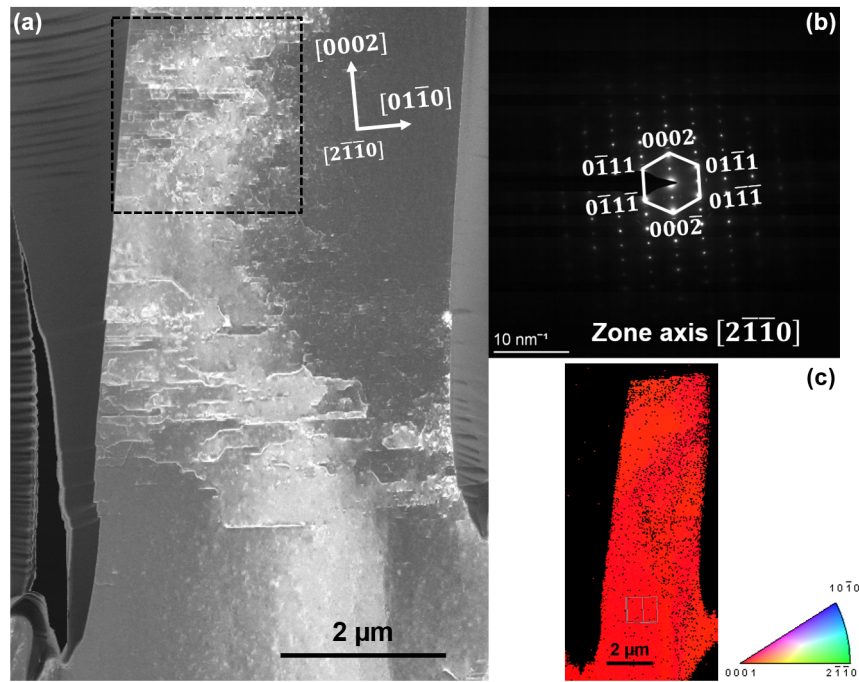 (a)
[0002]
[011̅0]
[21̅1̅0]
2 µm
(b)
0002
01̅11
011̅1
01̅11̅
011̅1̅
0002̅
10 nm⁻¹
Zone axis [21̅1̅0]
(c)
2 µm
101̅0
0001
21̅1̅0